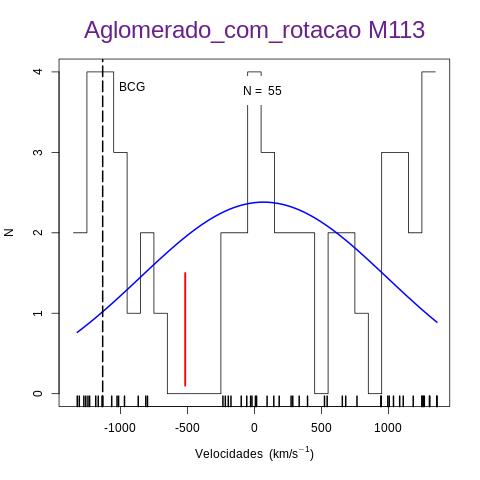 Aglomerado_com_rotacao M113
BCG
N = 55
N
4
3
2
1
0
-1000 -500 0 500 1000
Velocidades (km/s⁻¹)